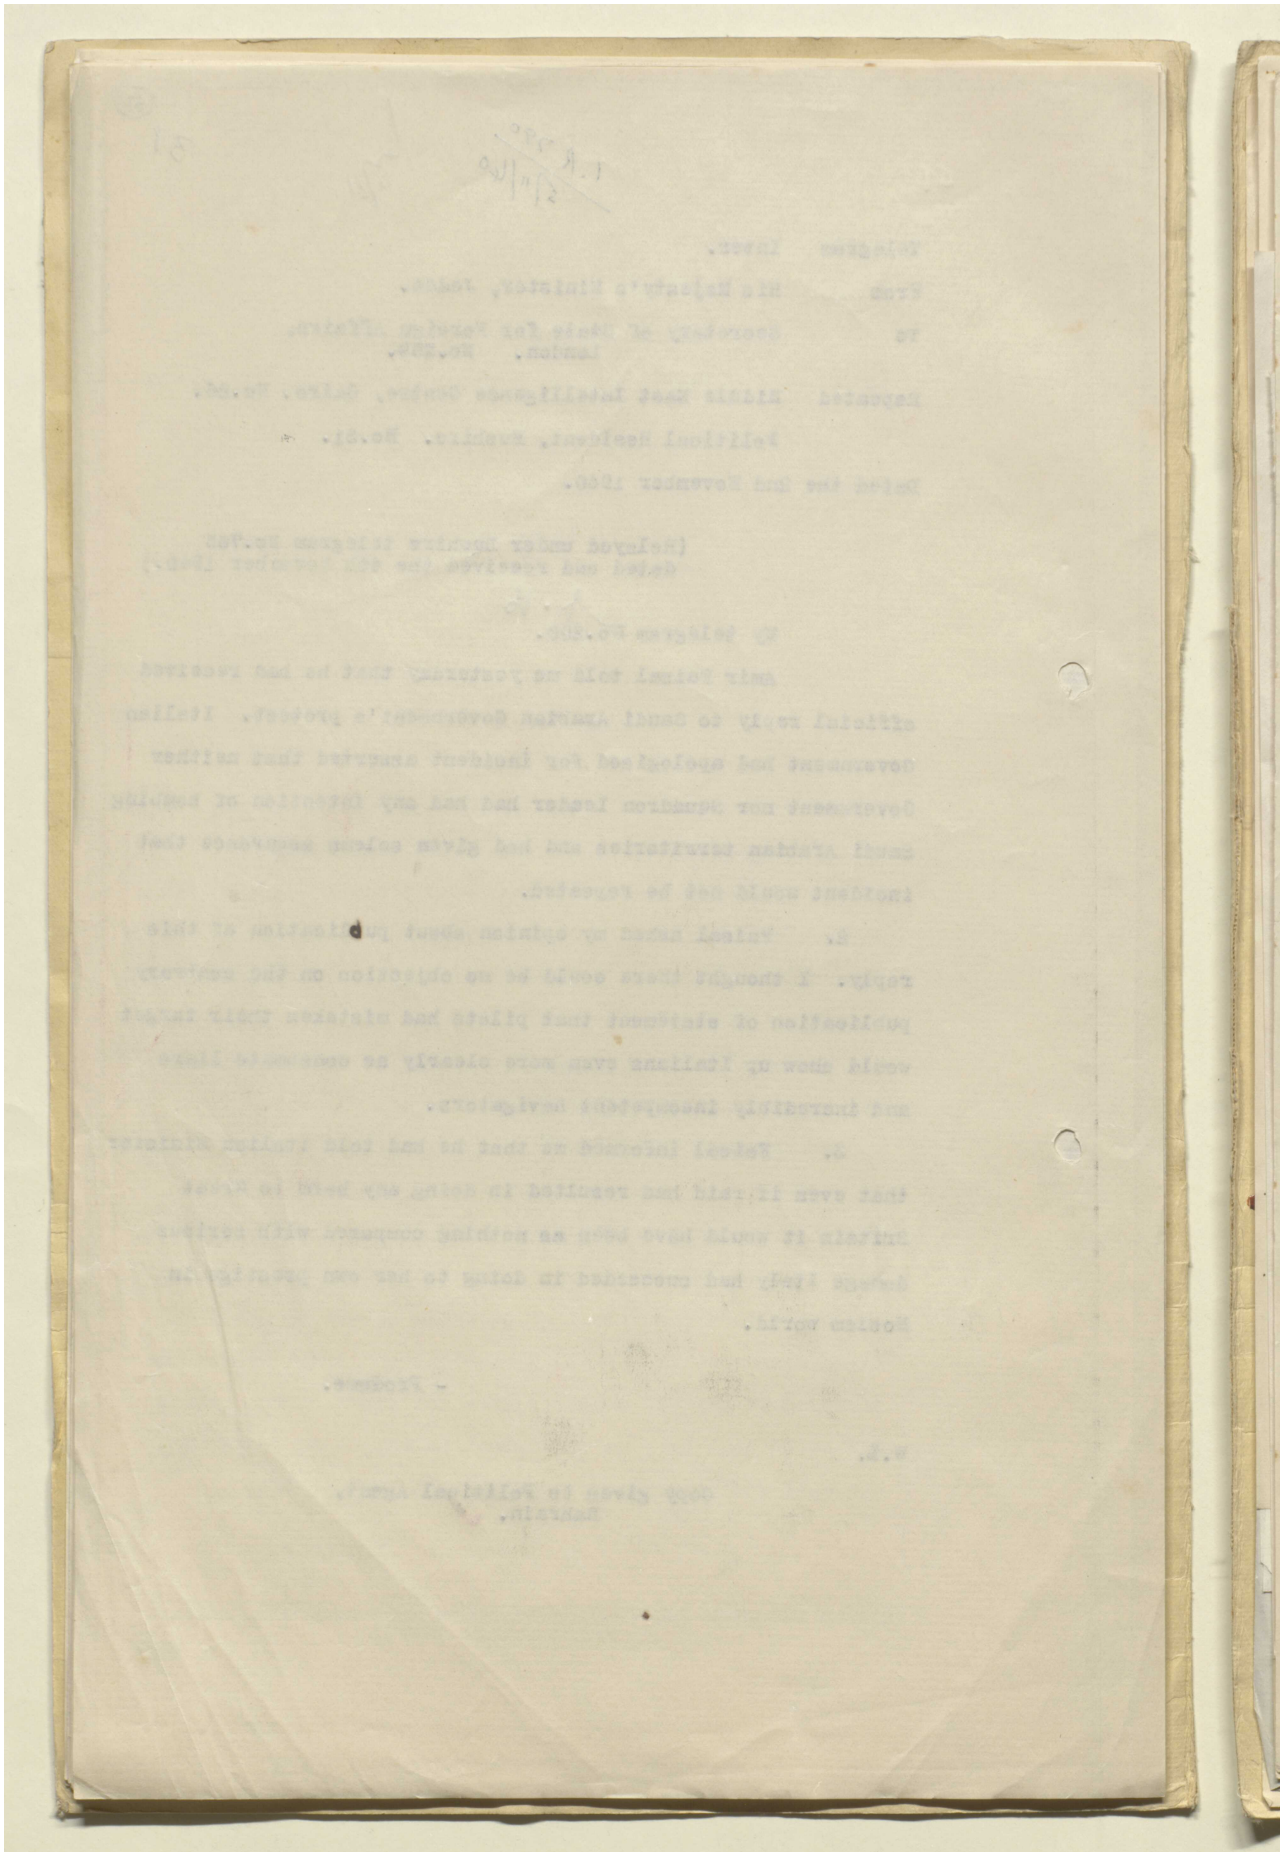 Telegram Inter.
From His Majesty's Minister, Jedda.
To Secretary of State for Foreign Affairs,
London. No.
Repeated Middle East Intelligence Centre, Cairo. No.
Political Resident, Bushire. No.
Dated the 2nd November 1940.
(Relayed under Bushire telegram No.
dated and received the November 1940.)
My telegram No.
Amir Feisal told me yesterday that he had received
official reply to Saudi Arabian Government's protest. Italian
Government had apologised for incident asserted that neither
Government nor Squadron leader had had any intention of bombing
Saudi Arabian territories and had given solemn assurance that
incident would not be repeated.
2. Feisal asked my opinion about publication of this
reply. I thought there could be no objection on the contrary
publication of statement that pilots had mistaken their target
would show up Italians even more clearly as consummate liars
and incredibly incompetent navigators.
3. Feisal informed me that he had told Italian Minister
that even if raid had resulted in doing any harm to Great
Britain it would have been as nothing compared with serious
damage Italy had succeeded in doing to her own prestige in
Moslem world.
- Prodrome.
Copy given to Political Agent,
Bahrain.